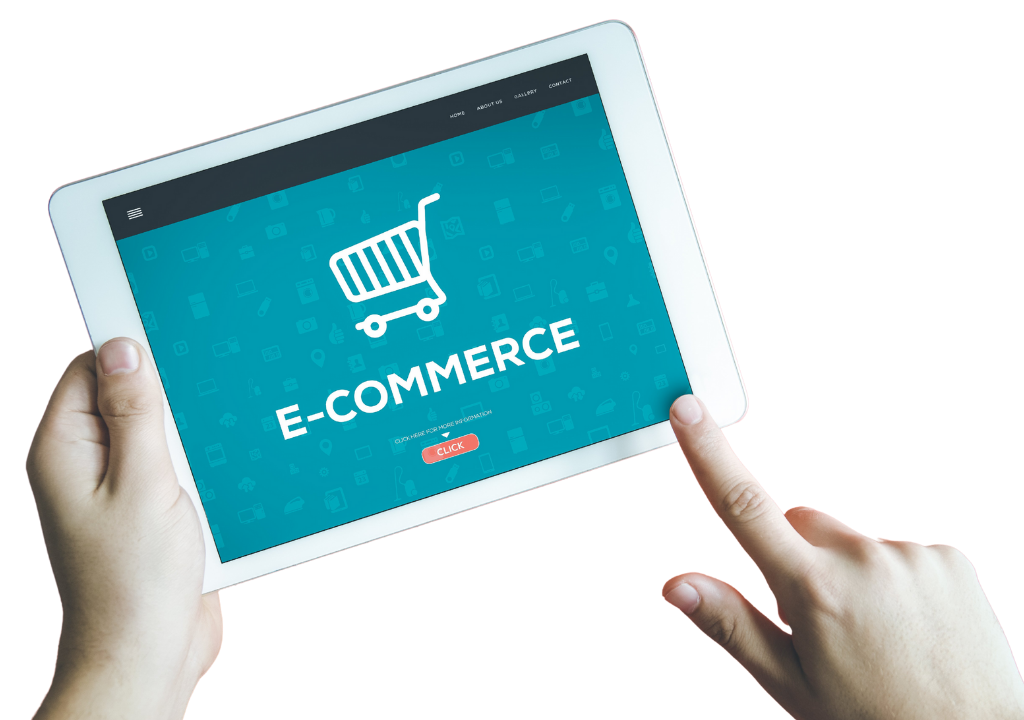 HOME ABOUT US GALLERY CONTACT
E-COMMERCE
CLICK HERE FOR MORE INFORMATION
CLICK